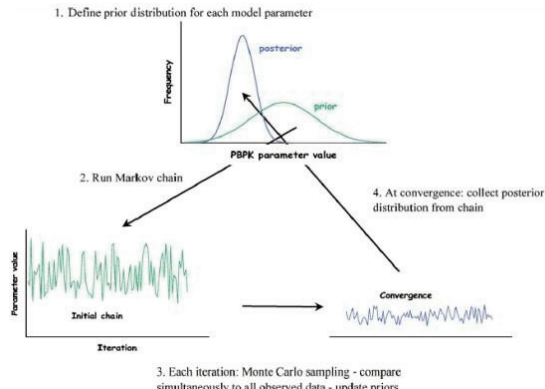 1. Define prior distribution for each model parameter
posterior
prior
Frequency
PBPK parameter value
2. Run Markov chain
4. At convergence: collect posterior
distribution from chain
Parameter value
Initial chain
Iteration
Convergence
3. Each iteration: Monte Carlo sampling - compare
simultaneously to all observed data - update priors